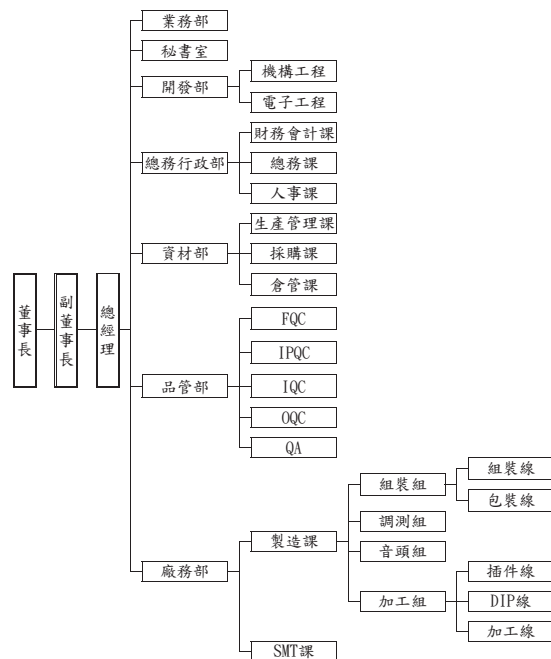 董事長
副董事長
總經理
業務部
秘書室
開發部
機構工程
電子工程
總務行政部
財務會計課
總務課
人事課
資材部
生產管理課
採購課
倉管課
品管部
FQC
IPQC
IQC
OQC
QA
廠務部
製造課
組裝組
組裝線
包裝線
調測組
音頭組
加工組
插件線
DIP線
加工線
SMT課